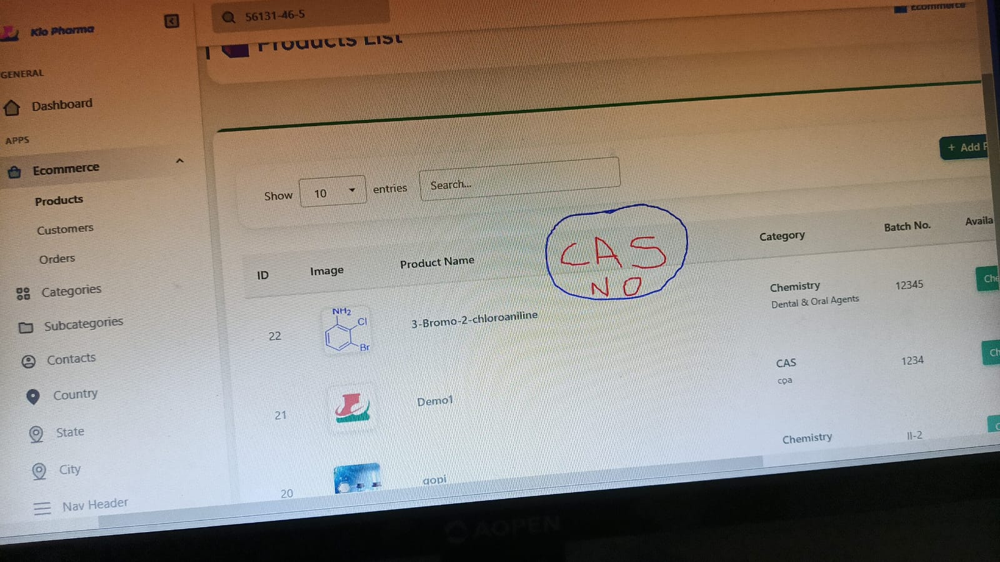 Klo Pharma
56131-46-5
Ecommerce
Products List
GENERAL
Dashboard
APPS
Ecommerce
Products
Customers
Orders
Categories
Subcategories
Contacts
Country
State
City
Nav Header
+ Add
Show 10 entries Search...
CAS
NO
ID Image Product Name Category Batch No. Availa
22 NH2 Cl Br 3-Bromo-2-chloroaniline Chemistry 12345 Che
Dental & Oral Agents
21 Demo1 CAS 1234 Ch
cpa
20 gopi Chemistry II-2 C
AOPEN